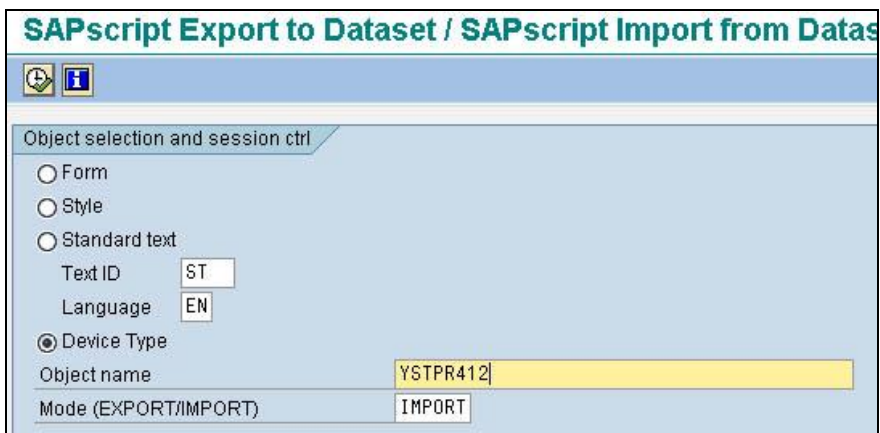 SAPscript Export to Dataset / SAPscript Import from Datas
Object selection and session ctrl
Form
Style
Standard text
Text ID ST
Language EN
Device Type
Object name YSTPR412
Mode (EXPORT/IMPORT) IMPORT